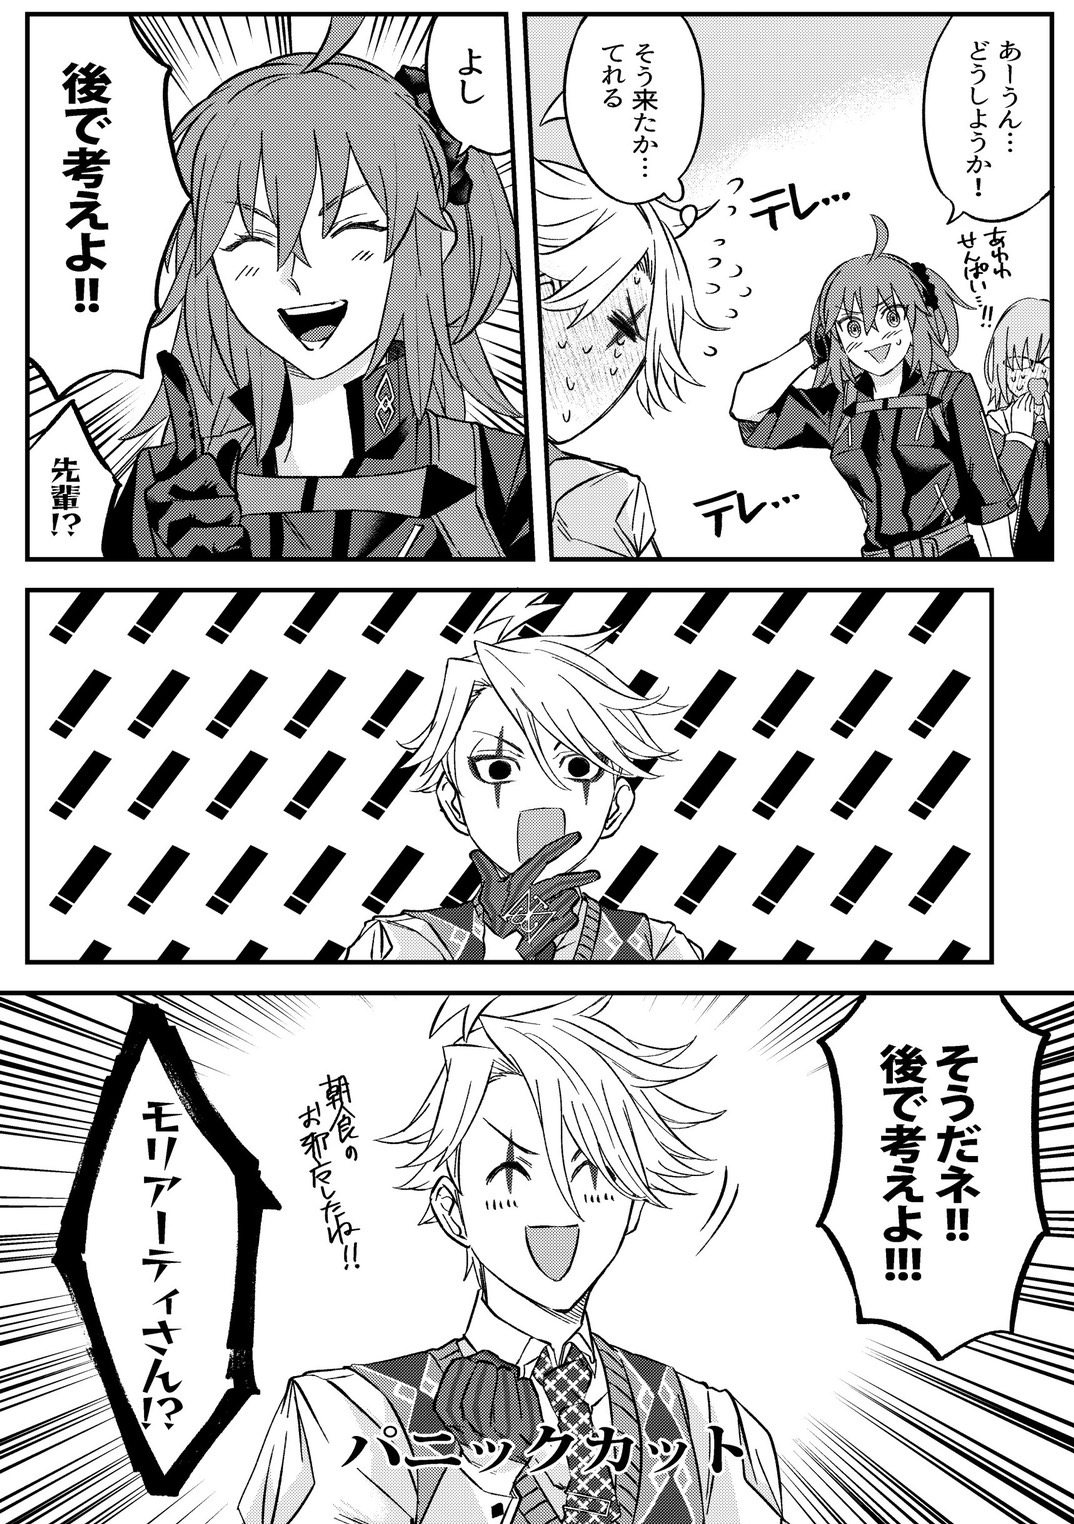 あーうん…
どうしようか!
あわわ
せんぱい…!!
そう来たか…
てれる
テレ…
テレ…
よし
後で考えよ!!
先輩!?
そうだネ!!
後で考えよ!!!
朝食の
お邪魔したね!!
モリアーティさん!?
パニックカット